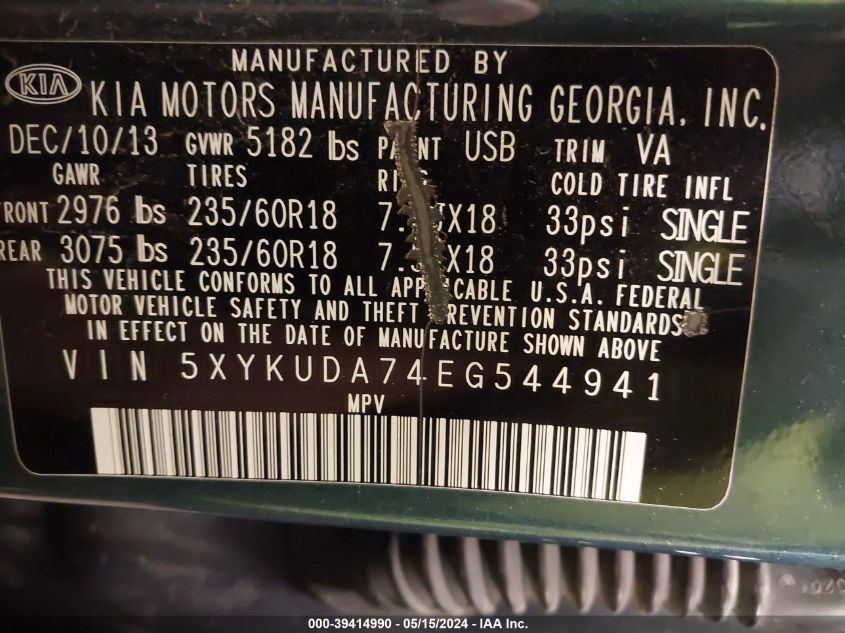 MANUFACTURED BY
KIA KIA MOTORS MANUFACTURING GEORGIA, INC.
DEC/10/13 GVWR 5182 lbs USB TRIM VA
GAWR TIRES COLD TIRE INFL
FRONT 2976 lbs 235/60R18 33psi SINGLE
REAR 3075 lbs 235/60R18 33psi SINGLE
THIS VEHICLE CONFORMS TO ALL APPLICABLE U.S.A. FEDERAL
MOTOR VEHICLE SAFETY AND THEFT PREVENTION STANDARDS
IN EFFECT ON THE DATE OF MANUFACTURE SHOWN ABOVE
VIN 5XYKUDA74EG544941
MPV
000-39414990 - 05/15/2024 - IAA Inc.